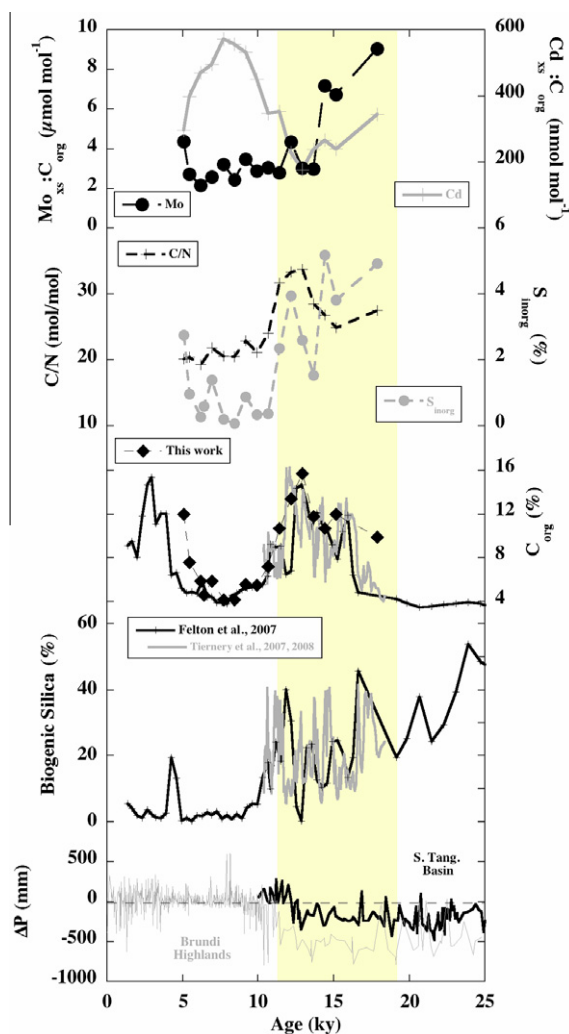 10
8
6
4
2
0
Mo xs :C org (µmol mol-1)
600
400
200
0
Cd xs :C org (nmol mol-1)
Mo
Cd
C/N
30
20
10
C/N (mol/mol)
6
4
2
0
S inorg (%)
S inorg
This work
16
12
8
4
C org (%)
60
40
20
0
Biogenic Silica (%)
Felton et al., 2007
Tiernery et al., 2007, 2008
500
0
-500
-1000
ΔP (mm)
S. Tang.
Basin
Brundi
Highlands
0 5 10 15 20 25
Age (ky)